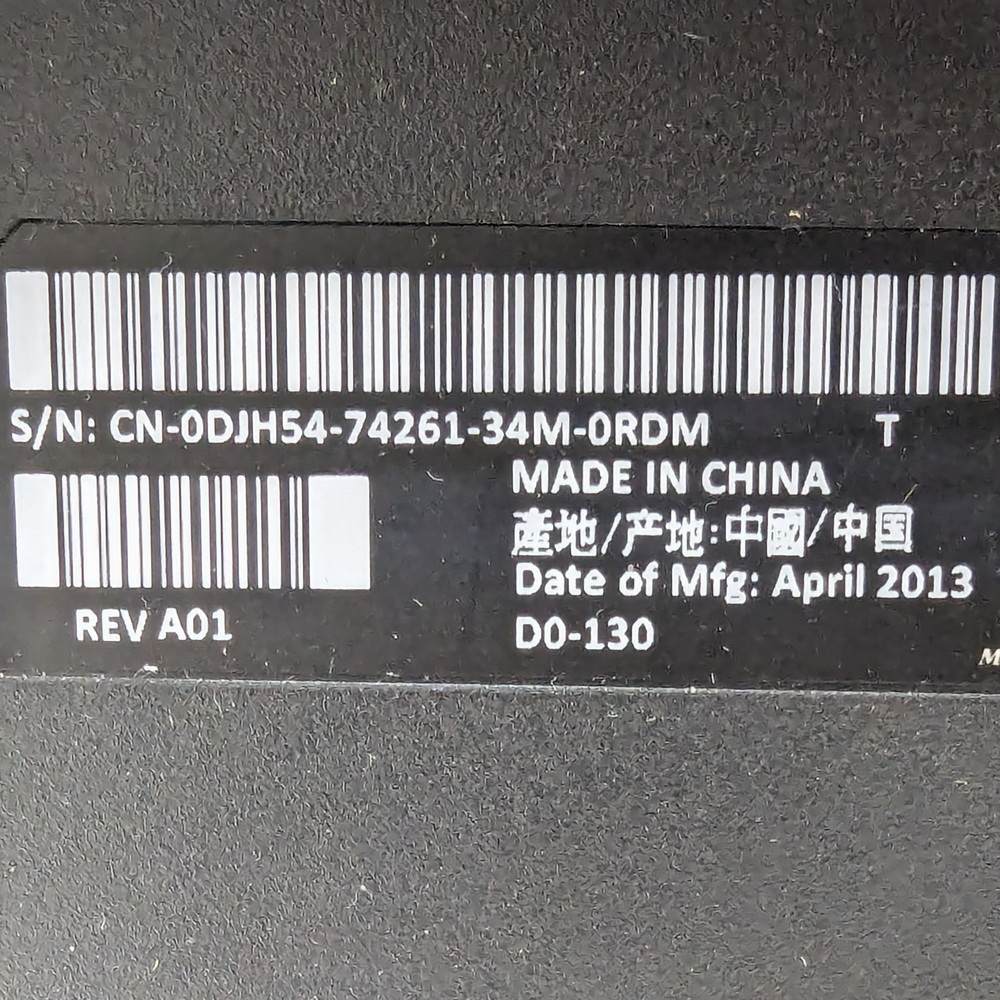 S/N: CN-0DJH54-74261-34M-0RDM T
MADE IN CHINA
產地/产地:中國/中国
Date of Mfg: April 2013
REV A01
D0-130
M